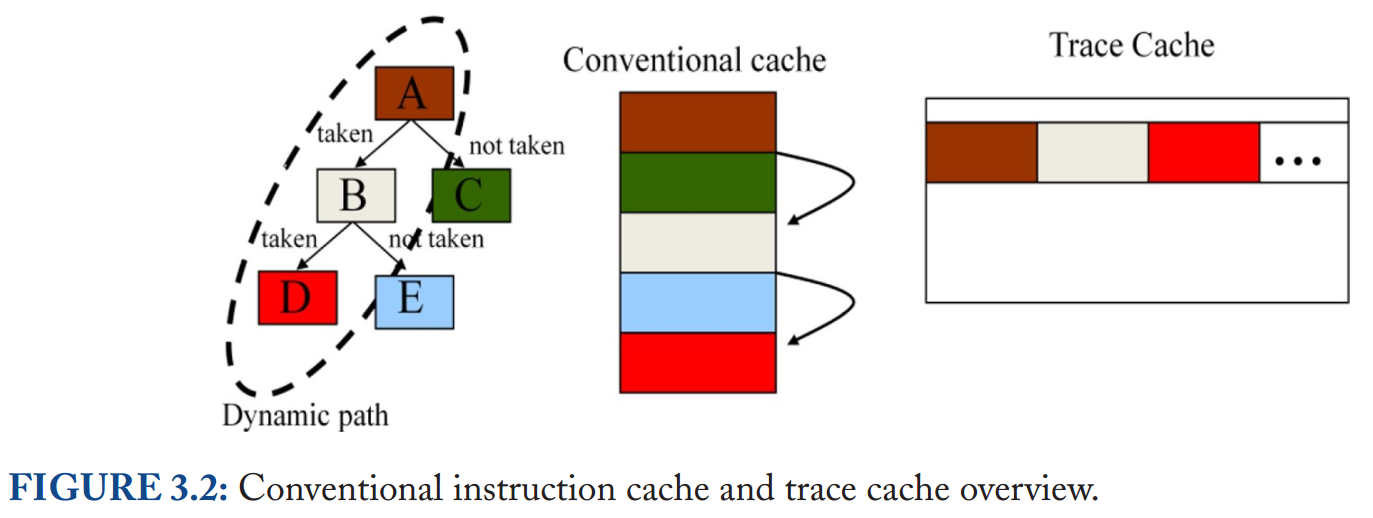 A
taken
not taken
B
C
taken
not taken
D
E
Dynamic path
Conventional cache
Trace Cache
...
FIGURE 3.2: Conventional instruction cache and trace cache overview.